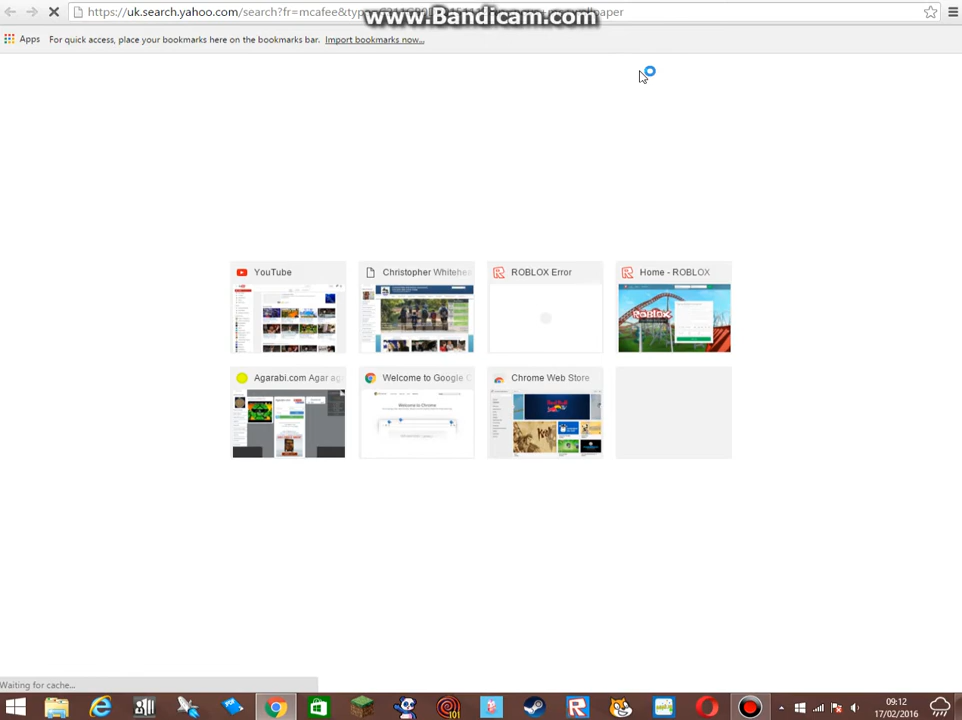 https://uk.search.yahoo.com/search?fr=mcafee&typ
www.Bandicam.com
Apps For quick access, place your bookmarks here on the bookmarks bar. Import bookmarks now...
YouTube
Christopher Whitehe
ROBLOX Error
Home - ROBLOX
Agarabi.com Agar ag
Welcome to Google C
Chrome Web Store
Waiting for cache...
09:12
17/02/2016